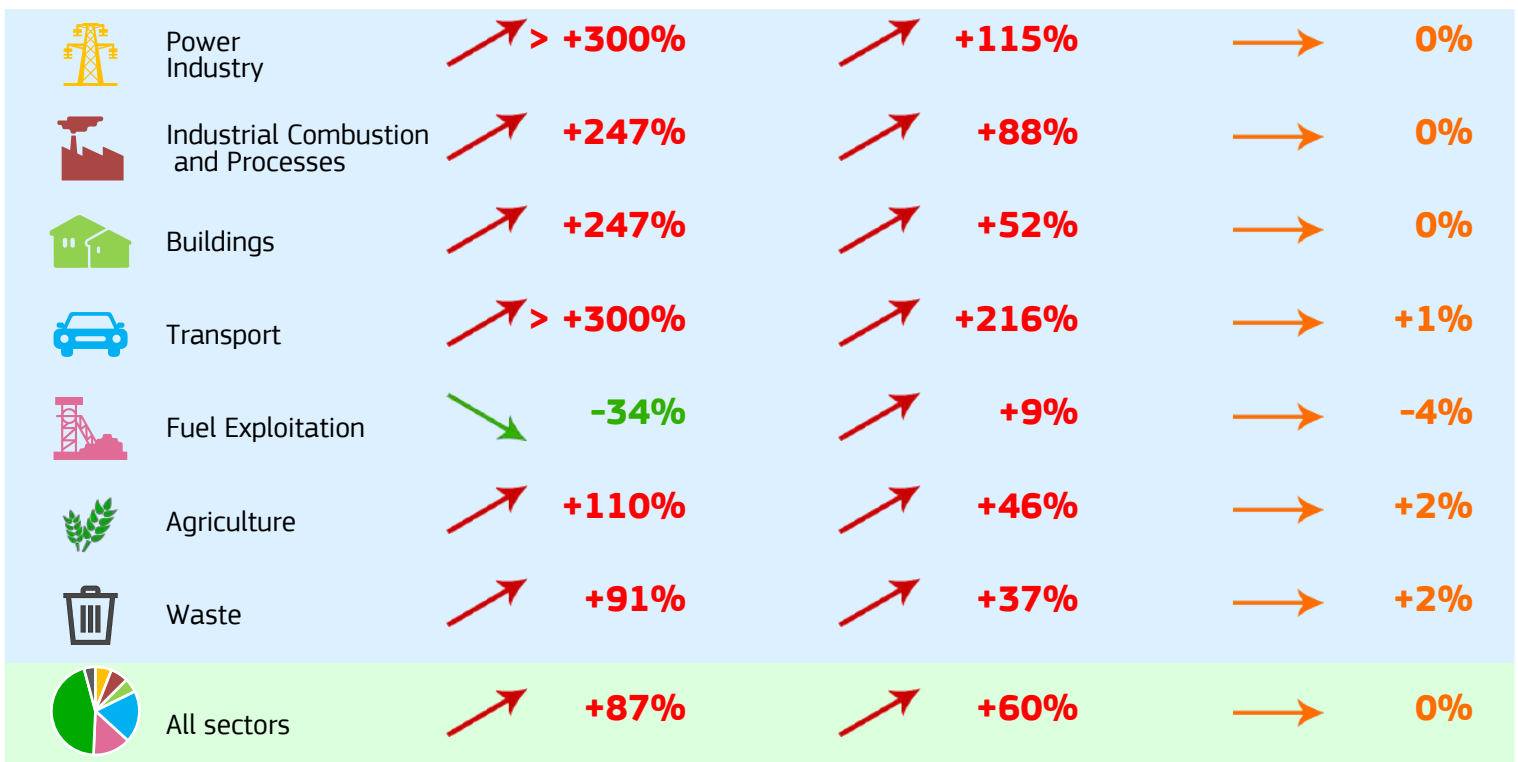 Power
Industry
> +300%
+115%
0%
Industrial Combustion
and Processes
+247%
+88%
0%
Buildings
+247%
+52%
0%
Transport
> +300%
+216%
+1%
Fuel Exploitation
-34%
+9%
-4%
Agriculture
+110%
+46%
+2%
Waste
+91%
+37%
+2%
All sectors
+87%
+60%
0%